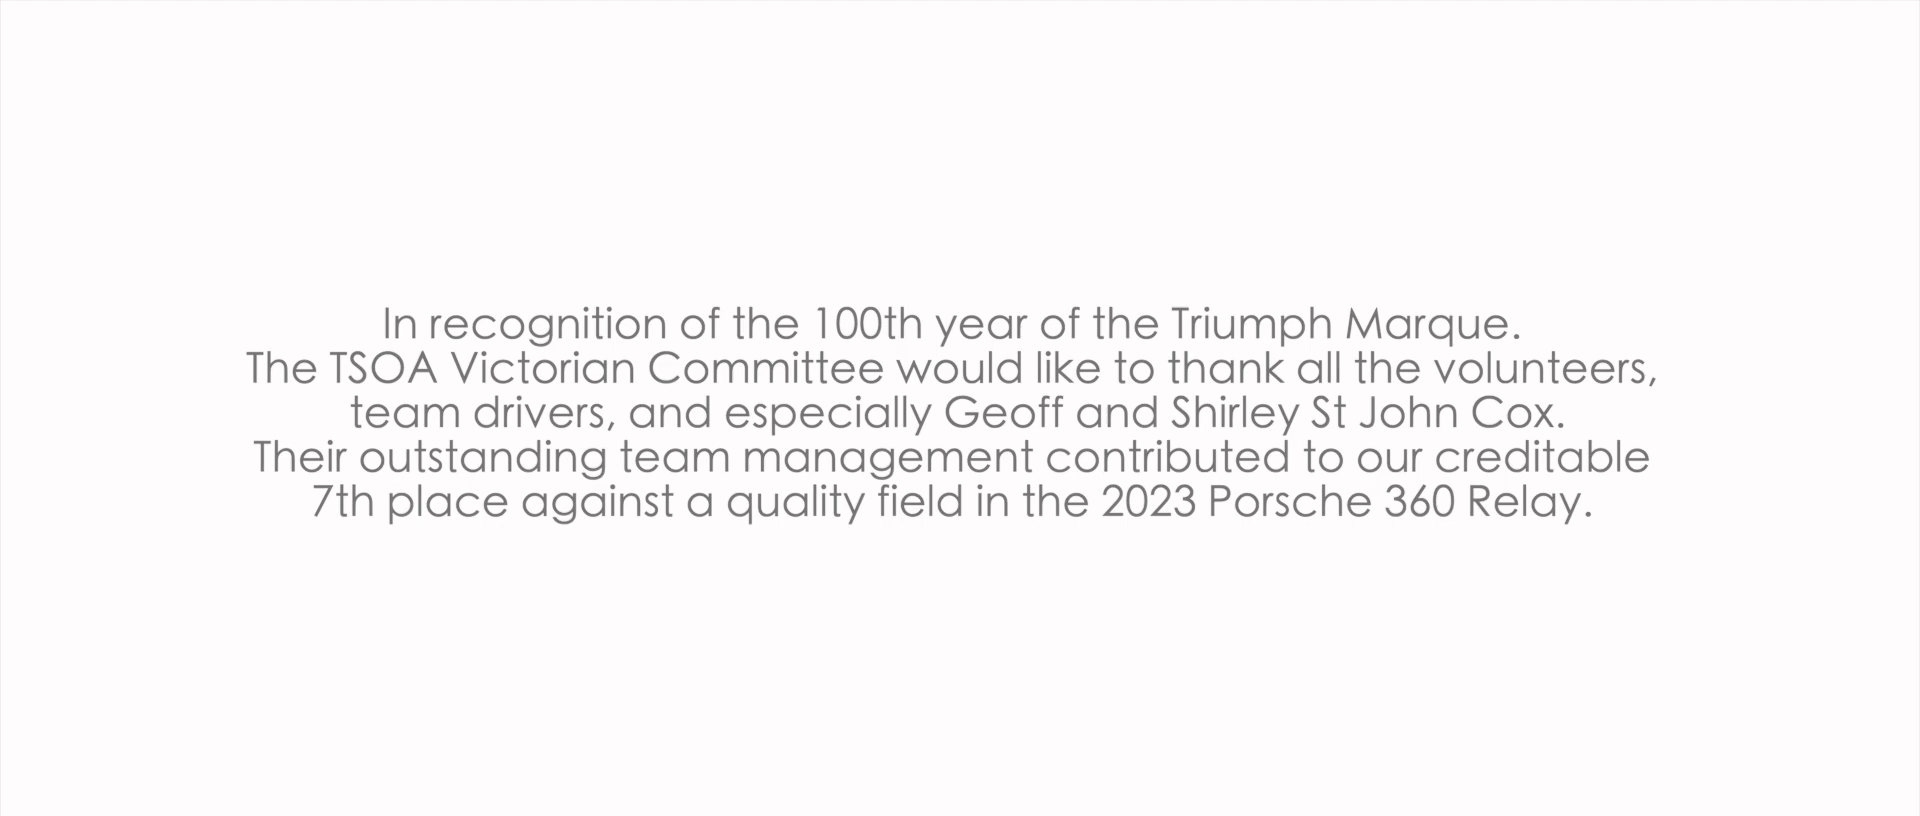 In recognition of the 100th year of the Triumph Marque.
The TSOA Victorian Committee would like to thank all the volunteers,
team drivers, and especially Geoff and Shirley St John Cox.
Their outstanding team management contributed to our creditable
7th place against a quality field in the 2023 Porsche 360 Relay.